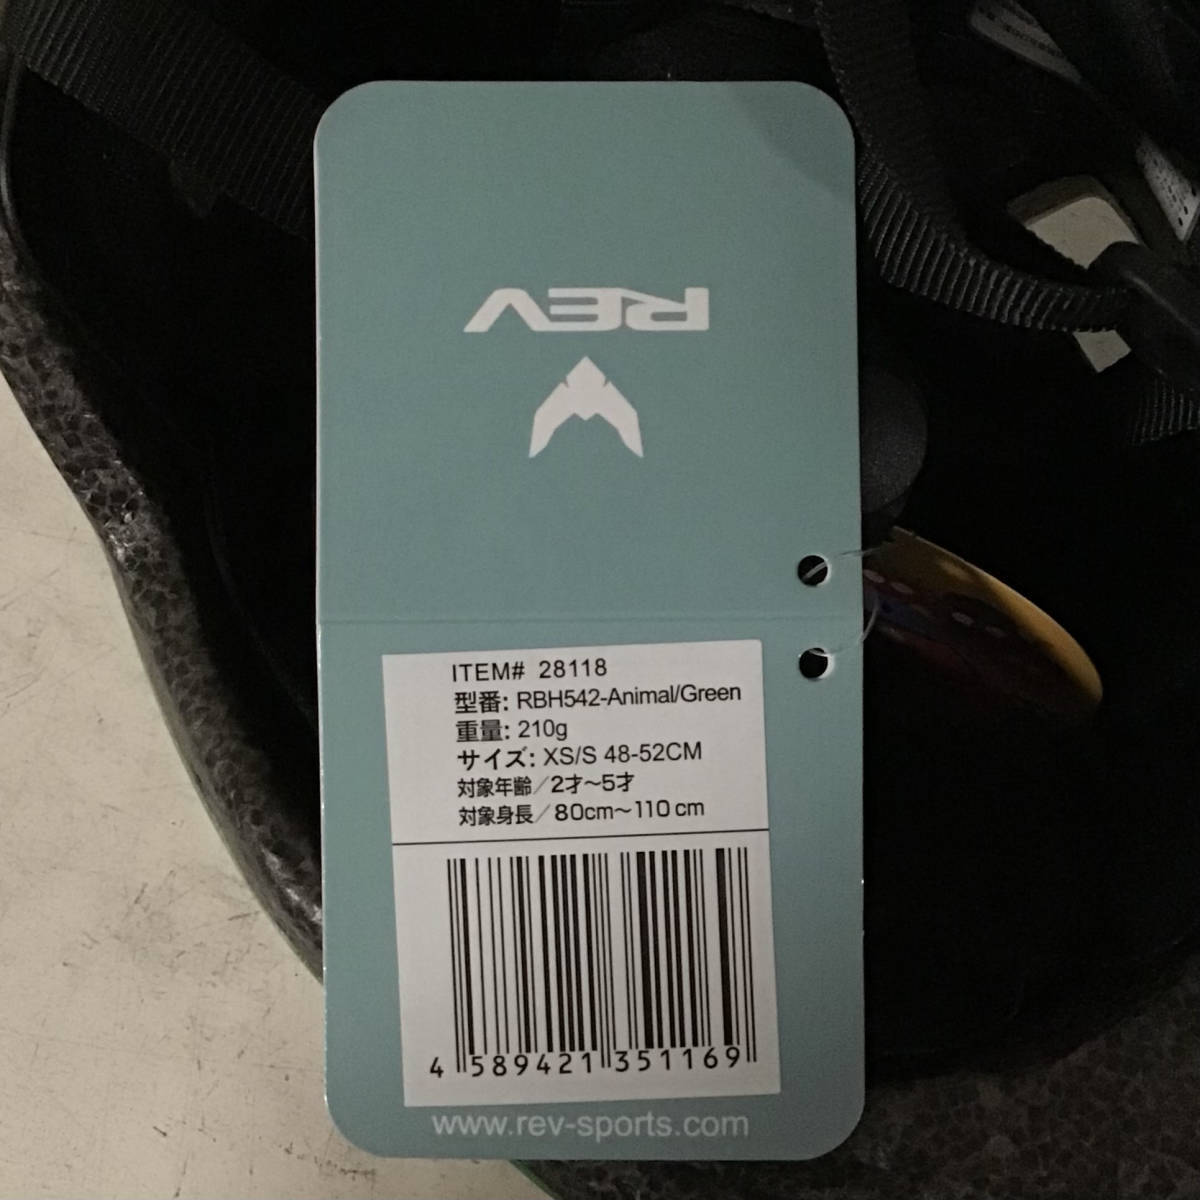 REV
ITEM# 28118
型番: RBH542-Animal/Green
重量: 210g
サイズ: XS/S 48-52CM
対象年齢/2才〜5才
対象身長/80cm〜110cm
4 589421 351169
www.rev-sports.com